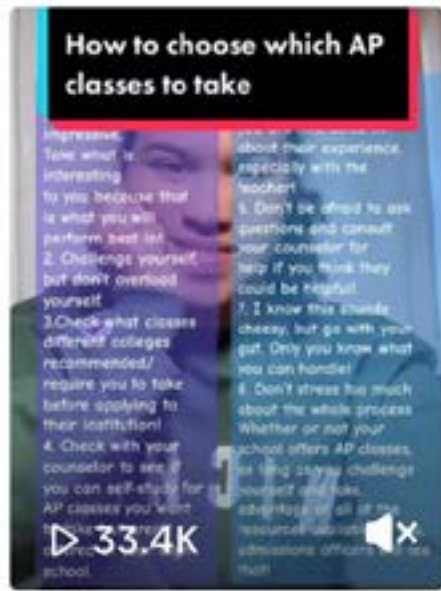 How to choose which AP
classes to take
impressive.
Take what is
interesting
to you because that
is what you will
perform best in!
2. Challenge yourself,
but don't overload
yourself.
3.Check what classes
different colleges
recommended/
require you to take
before applying to
their institution!
4. Check with your
counselor to see if
you can self-study for
AP classes you want
school.
about their experience,
especially with the
teacher!
Don't be afraid to ask
questions and consult
your counselor for
help if you think they
could be helpful!
7. I know this sounds
cheesy, but go with your
gut. Only you know what
you can handle!
Don't stress too much
about the whole process
Whether or not your
school offers AP classes,
so long as you challenge
yourself and take
advantage of all of the
resources available
admissions officers see
that!
33.4K